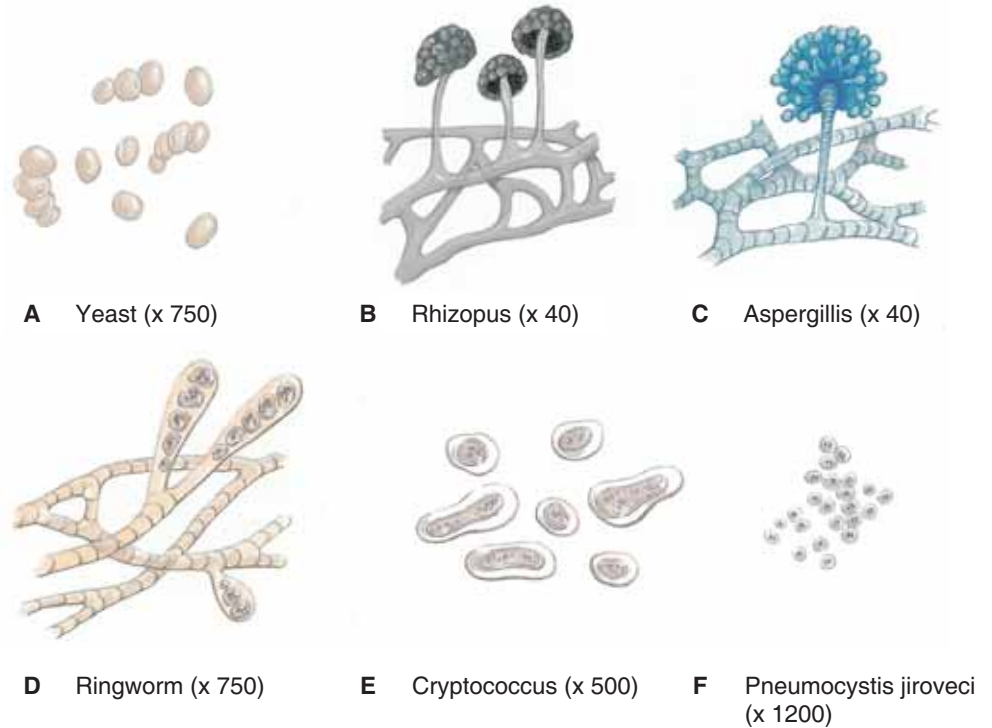 A Yeast (x 750)
B Rhizopus (x 40)
C Aspergillis (x 40)
D Ringworm (x 750)
E Cryptococcus (x 500)
F Pneumocystis jiroveci
(x 1200)